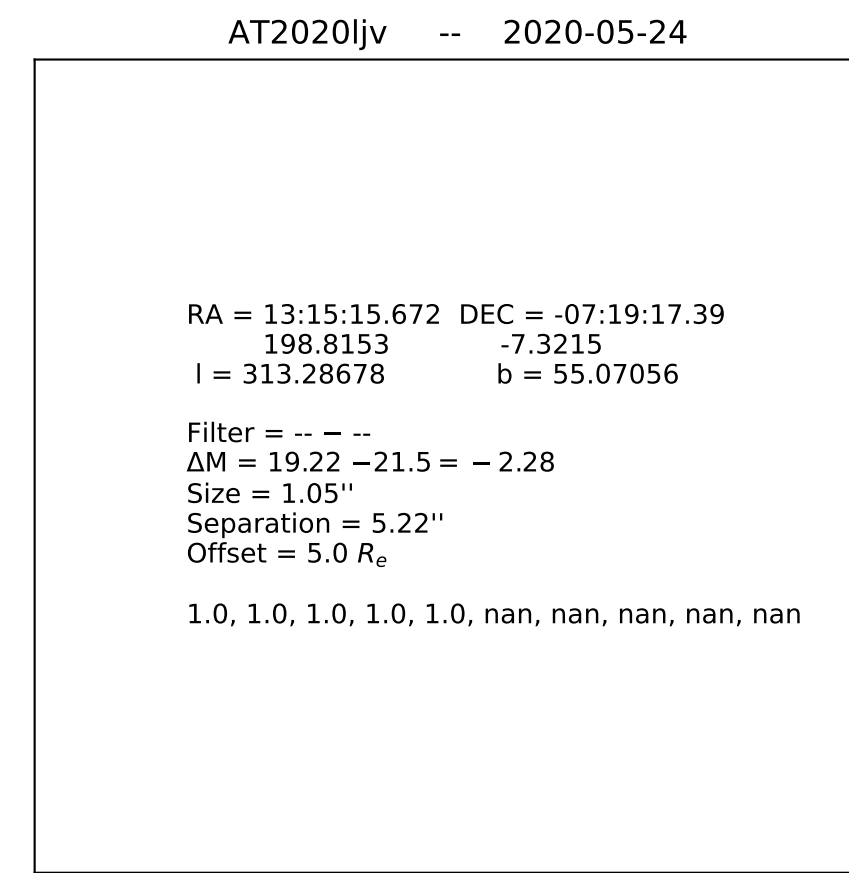 AT2020ljv -- 2020-05-24
RA = 13:15:15.672 DEC = -07:19:17.39
198.8153 -7.3215
l = 313.28678 b = 55.07056
Filter = -- − --
ΔM = 19.22 −21.5 = −2.28
Size = 1.05''
Separation = 5.22''
Offset = 5.0 Re
1.0, 1.0, 1.0, 1.0, 1.0, nan, nan, nan, nan, nan